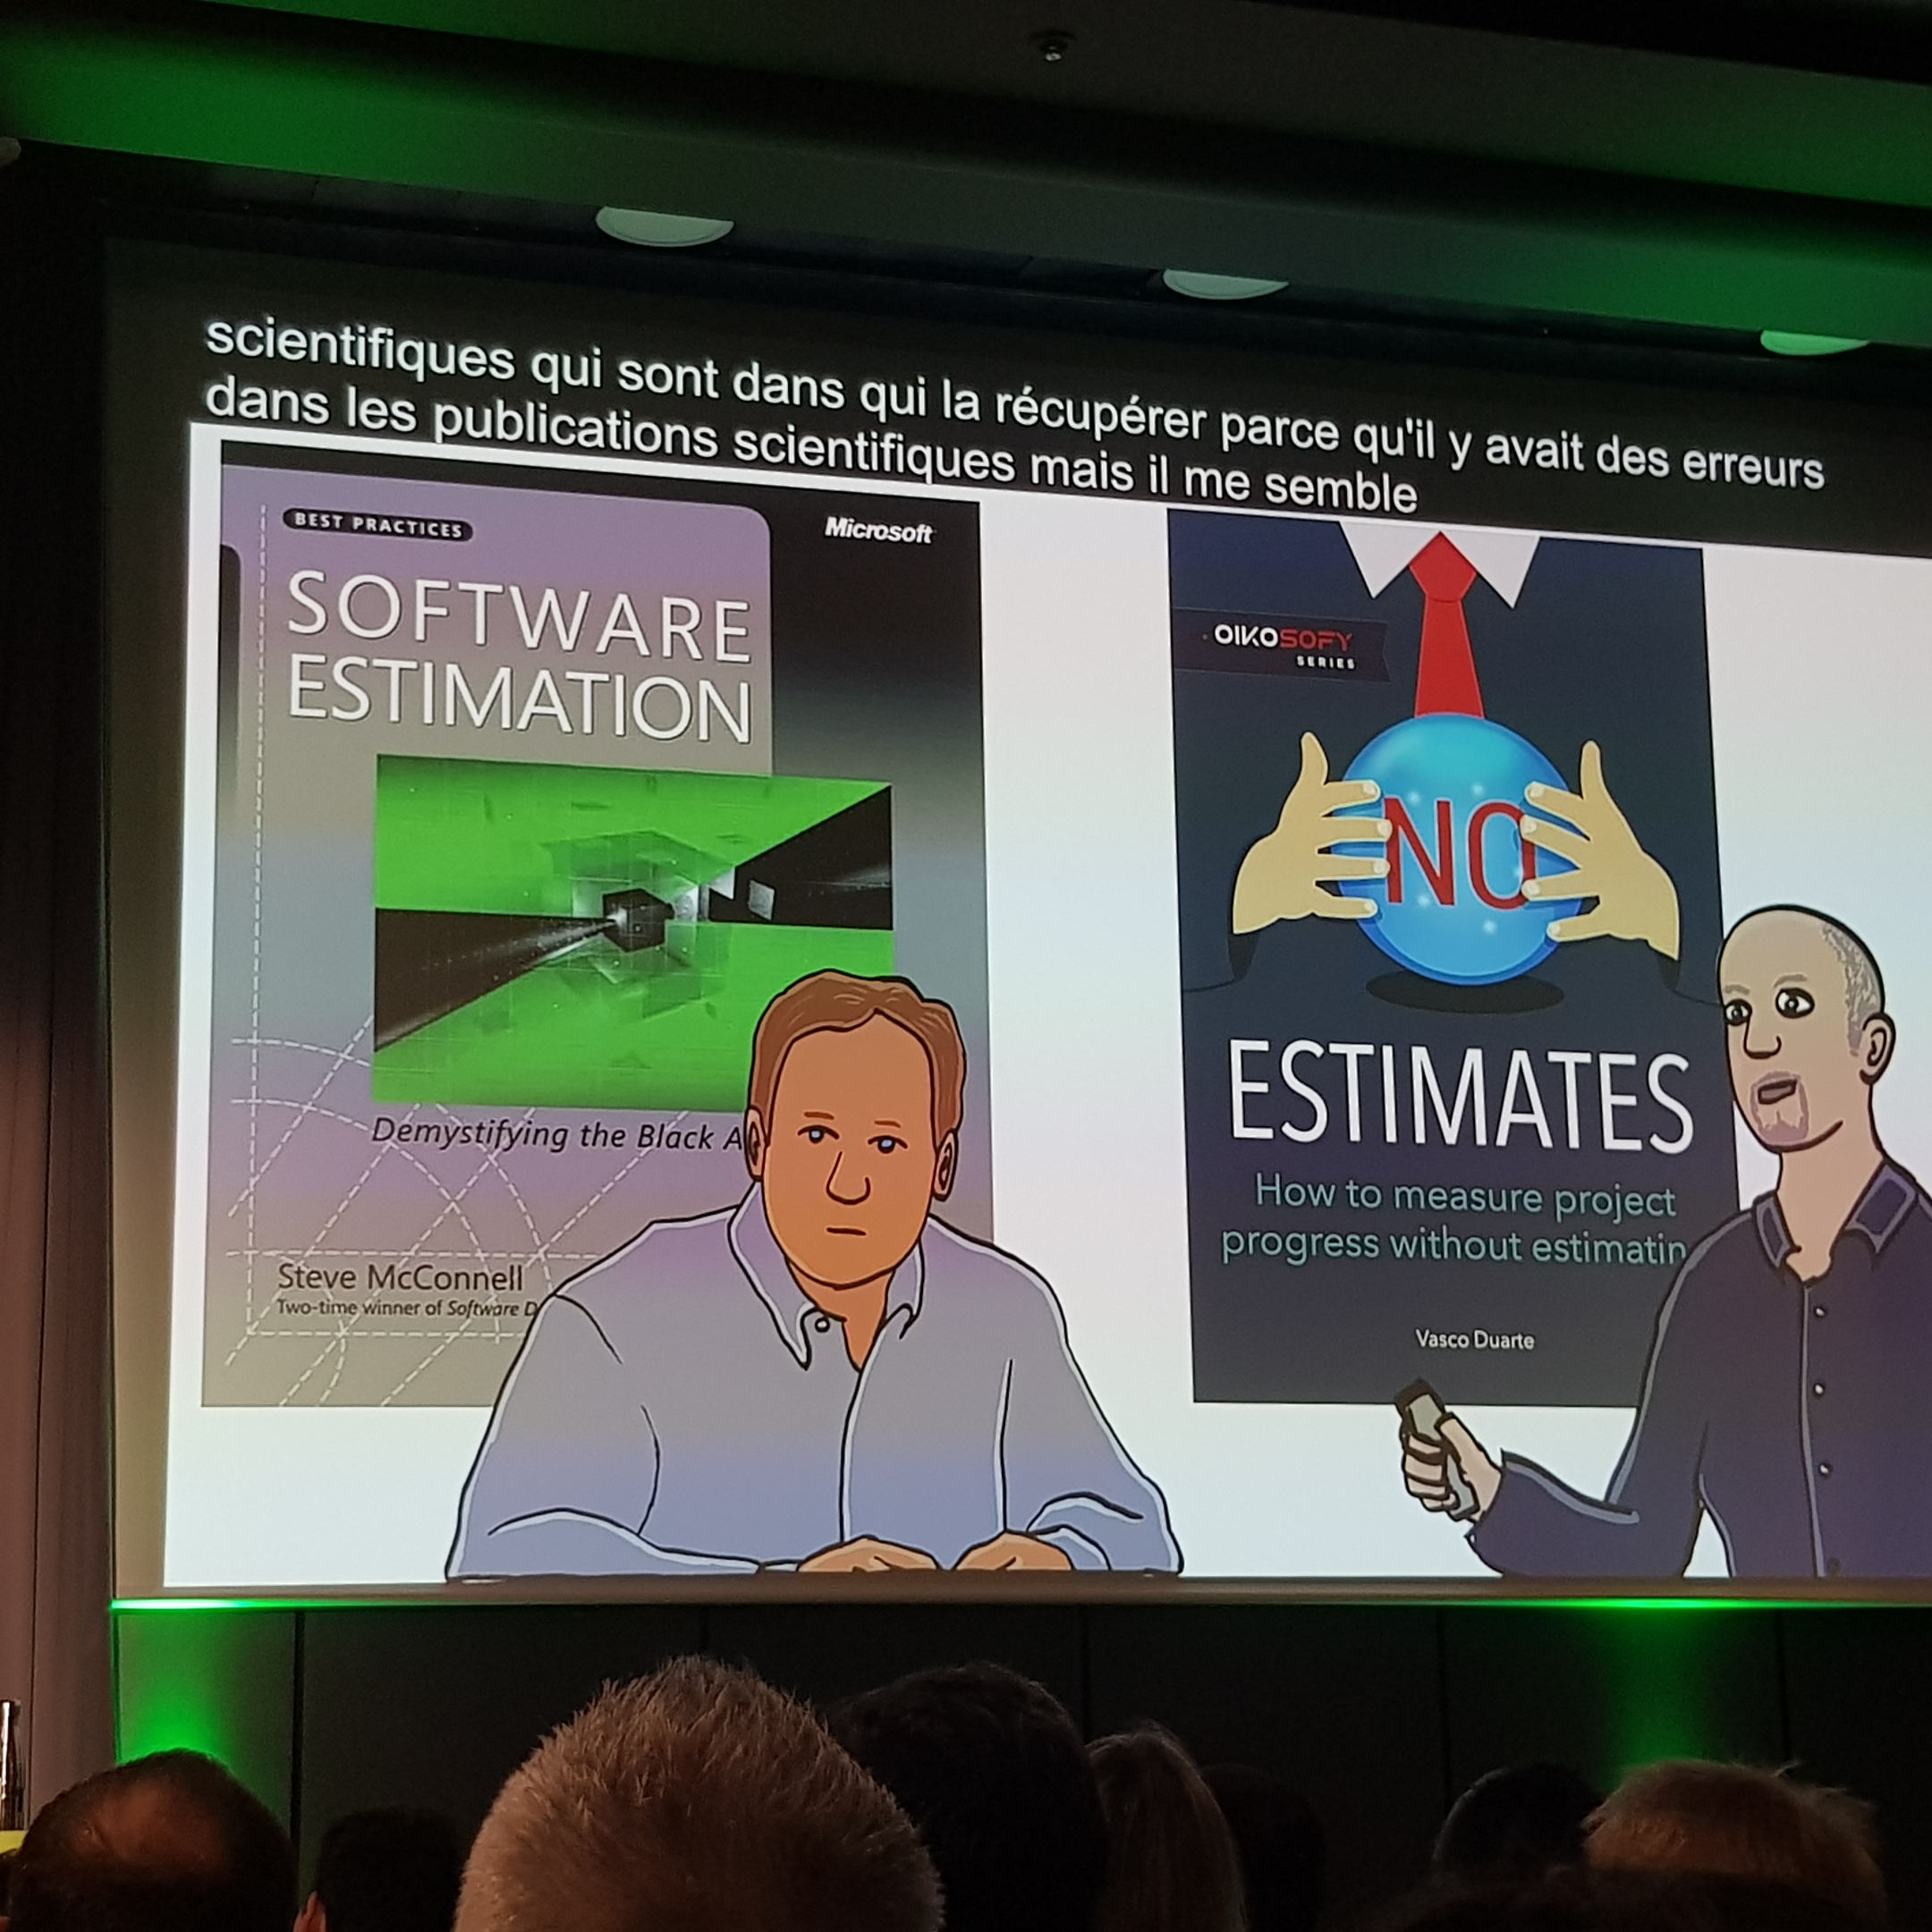 scientifiques qui sont dans qui la récupérer parce qu'il y avait des erreurs
dans les publications scientifiques mais il me semble
BEST PRACTICES
Microsoft
SOFTWARE
ESTIMATION
Demystifying the Black
Steve McConnell
Two-time winner of Software
OIKOSOFY
SERIES
NO
ESTIMATES
How to measure project
progress without estimatin
Vasco Duarte